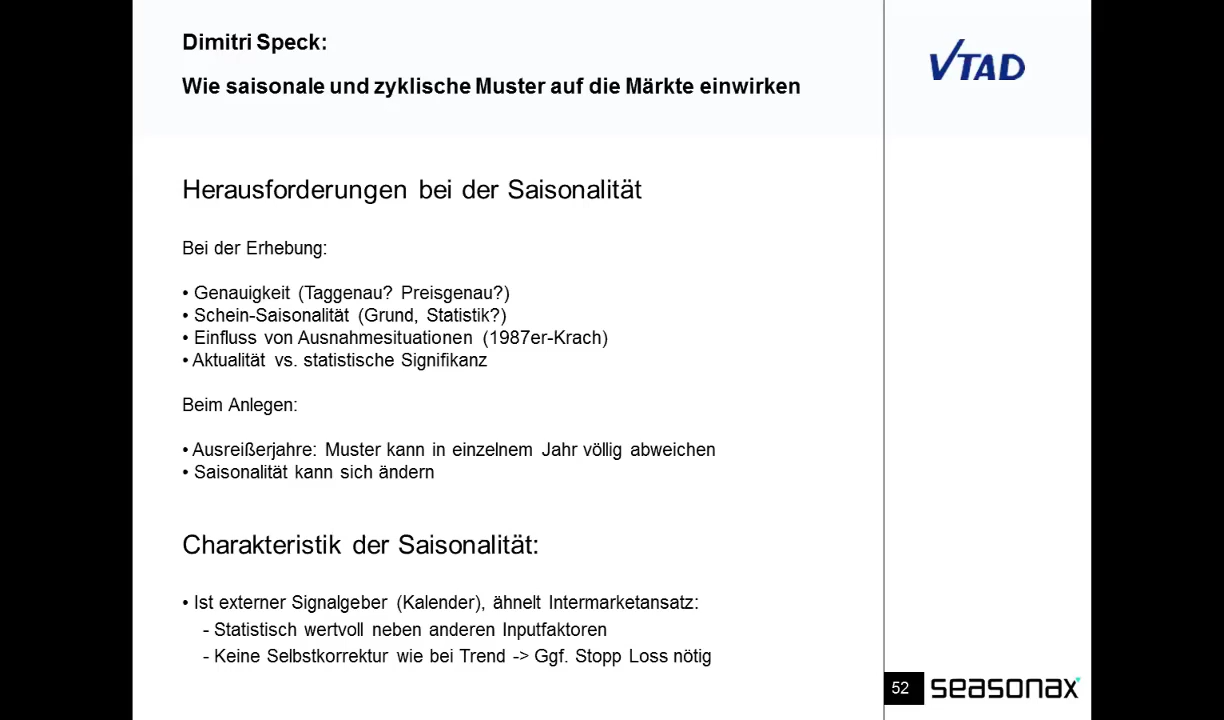 Dimitri Speck:
Wie saisonale und zyklische Muster auf die Märkte einwirken
VTAD
Herausforderungen bei der Saisonalität
Bei der Erhebung:
• Genauigkeit (Taggenau? Preisgenau?)
• Schein-Saisonalität (Grund, Statistik?)
• Einfluss von Ausnahmesituationen (1987er-Krach)
• Aktualität vs. statistische Signifikanz
Beim Anlegen:
• Ausreißerjahre: Muster kann in einzelnem Jahr völlig abweichen
• Saisonalität kann sich ändern
Charakteristik der Saisonalität:
• Ist externer Signalgeber (Kalender), ähnelt Intermarketansatz:
- Statistisch wertvoll neben anderen Inputfaktoren
- Keine Selbstkorrektur wie bei Trend -> Ggf. Stopp Loss nötig
52 seasonax